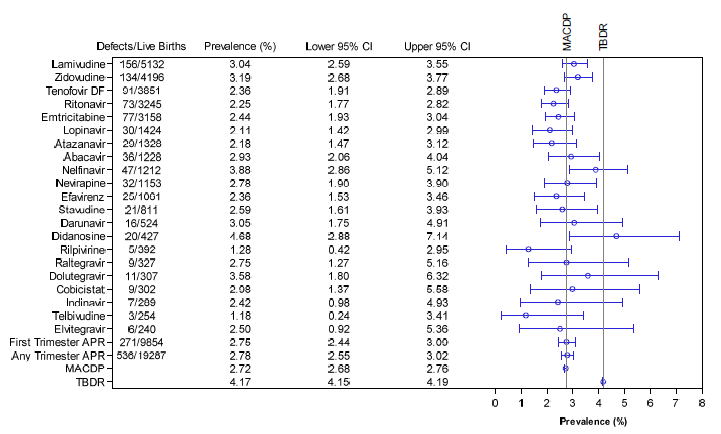 MACDP
TBDR
Defects/Live Births Prevalence (%) Lower 95% CI Upper 95% CI
Lamivudine 156/5132 3.04 2.59 3.55
Zidovudine 134/4196 3.19 2.68 3.77
Tenofovir DF 91/3851 2.36 1.91 2.89
Ritonavir 73/3245 2.25 1.77 2.82
Emtricitabine 77/3158 2.44 1.93 3.04
Lopinavir 30/1424 2.11 1.42 2.99
Atazanavir 29/1328 2.18 1.47 3.12
Abacavir 36/1228 2.93 2.06 4.04
Nelfinavir 47/1212 3.88 2.86 5.12
Nevirapine 32/1153 2.78 1.90 3.90
Efavirenz 25/1061 2.36 1.53 3.46
Stavudine 21/811 2.59 1.61 3.93
Darunavir 16/524 3.05 1.75 4.91
Didanosine 20/427 4.68 2.88 7.14
Rilpivirine 5/392 1.28 0.42 2.95
Raltegravir 9/327 2.75 1.27 5.16
Dolutegravir 11/307 3.58 1.80 6.32
Cobicistat 9/302 2.98 1.37 5.58
Indinavir 7/289 2.42 0.98 4.93
Telbivudine 3/254 1.18 0.24 3.41
Elvitegravir 6/240 2.50 0.92 5.36
First Trimester APR 271/9854 2.75 2.44 3.09
Any Trimester APR 536/19287 2.78 2.55 3.02
MACDP 2.72 2.68 2.76
TBDR 4.17 4.15 4.19
0 1 2 3 4 5 6 7 8
Prevalence (%)